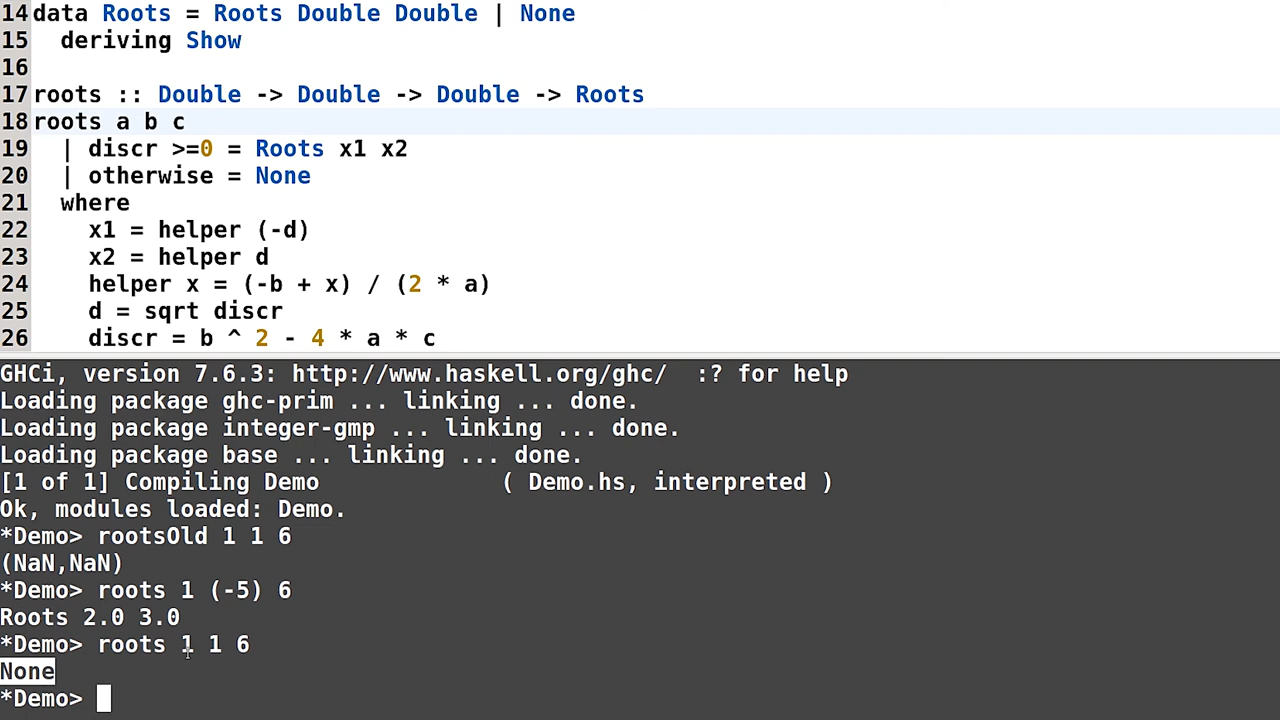 14 data Roots = Roots Double Double | None
15   deriving Show
16
17 roots :: Double -> Double -> Double -> Roots
18 roots a b c
19   | discr >=0 = Roots x1 x2
20   | otherwise = None
21   where
22     x1 = helper (-d)
23     x2 = helper d
24     helper x = (-b + x) / (2 * a)
25     d = sqrt discr
26     discr = b ^ 2 - 4 * a * c
GHCi, version 7.6.3: http://www.haskell.org/ghc/  :? for help
Loading package ghc-prim ... linking ... done.
Loading package integer-gmp ... linking ... done.
Loading package base ... linking ... done.
[1 of 1] Compiling Demo             ( Demo.hs, interpreted )
Ok, modules loaded: Demo.
*Demo> rootsOld 1 1 6
(NaN,NaN)
*Demo> roots 1 (-5) 6
Roots 2.0 3.0
*Demo> roots 1 1 6
None
*Demo>